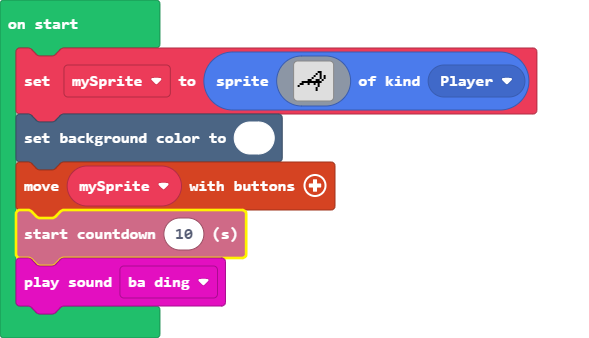 on start
set mySprite to sprite of kind Player
set background color to
move mySprite with buttons
start countdown 10 (s)
play sound ba ding